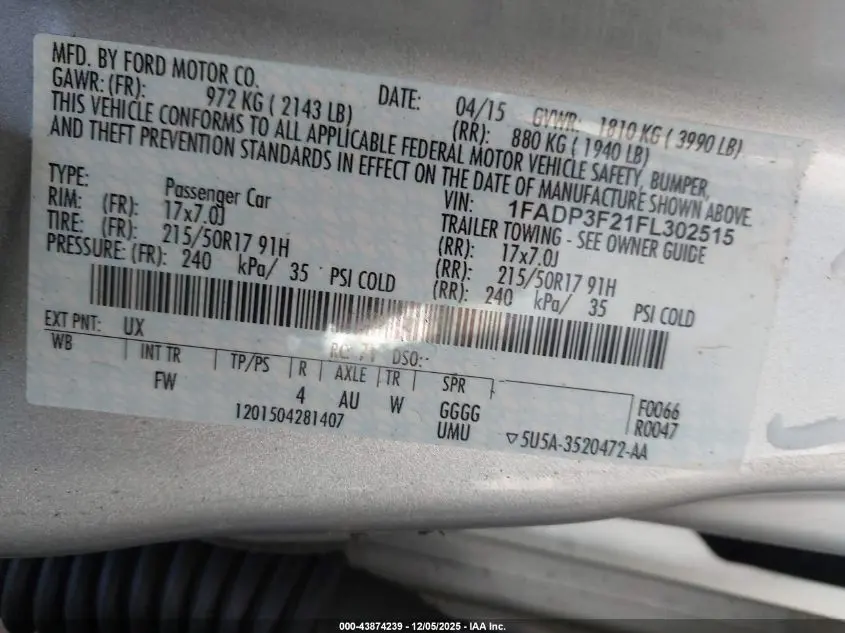 MFD. BY FORD MOTOR CO.
DATE: 04/15 GVWR: 1810 KG ( 3990 LB)
GAWR: (FR): 972 KG ( 2143 LB) (RR): 880 KG ( 1940 LB)
THIS VEHICLE CONFORMS TO ALL APPLICABLE FEDERAL MOTOR VEHICLE SAFETY, BUMPER,
AND THEFT PREVENTION STANDARDS IN EFFECT ON THE DATE OF MANUFACTURE SHOWN ABOVE.
VIN: 1FADP3F21FL302515
TYPE: Passenger Car TRAILER TOWING - SEE OWNER GUIDE
RIM: (FR): 17x7.0J (RR): 17x7.0J
TIRE: (FR): 215/50R17 91H (RR): 215/50R17 91H
PRESSURE: (FR): 240 kPa/ 35 PSI COLD (RR): 240 kPa/ 35 PSI COLD
EXT PNT: UX RC: 71 DSO:
WB INT TR TP/PS R AXLE TR SPR
FW 4 AU W GGGG F0066
UMU R0047
1201504281407 ▽5U5A-3520472-AA
000-43874239 - 12/05/2025 - IAA Inc.